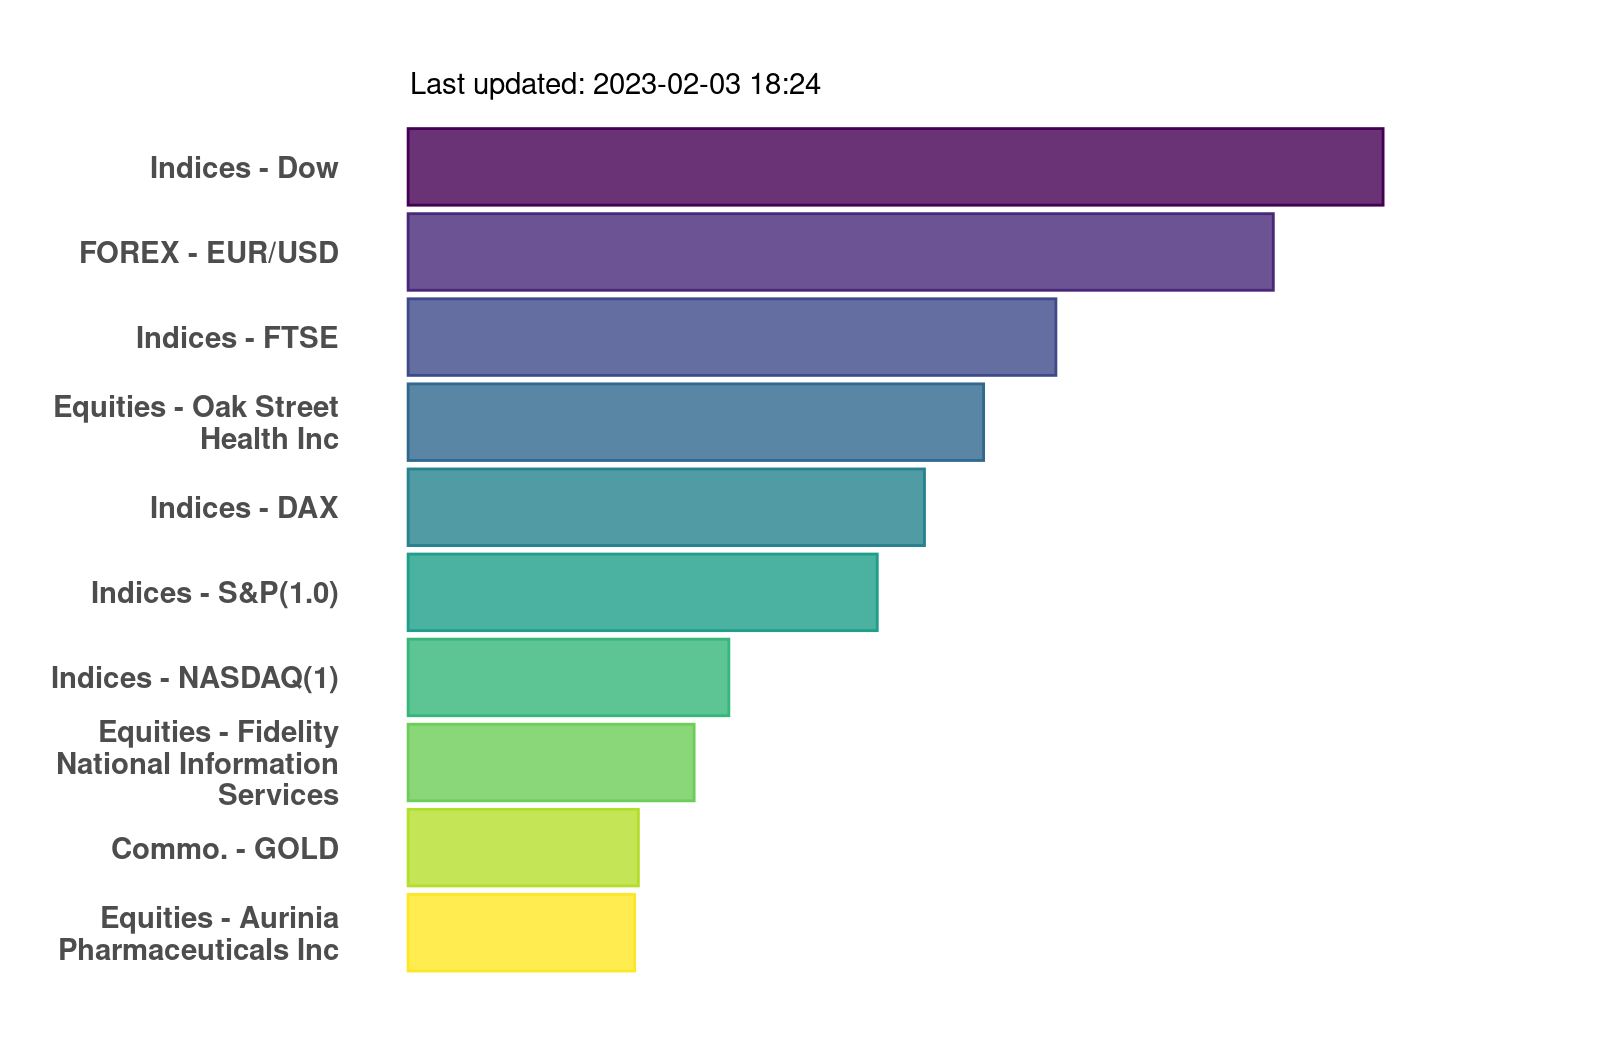 Last updated: 2023-02-03 18:24
Indices - Dow
FOREX - EUR/USD
Indices - FTSE
Equities - Oak Street
Health Inc
Indices - DAX
Indices - S&P(1.0)
Indices - NASDAQ(1)
Equities - Fidelity
National Information
Services
Commo. - GOLD
Equities - Aurinia
Pharmaceuticals Inc